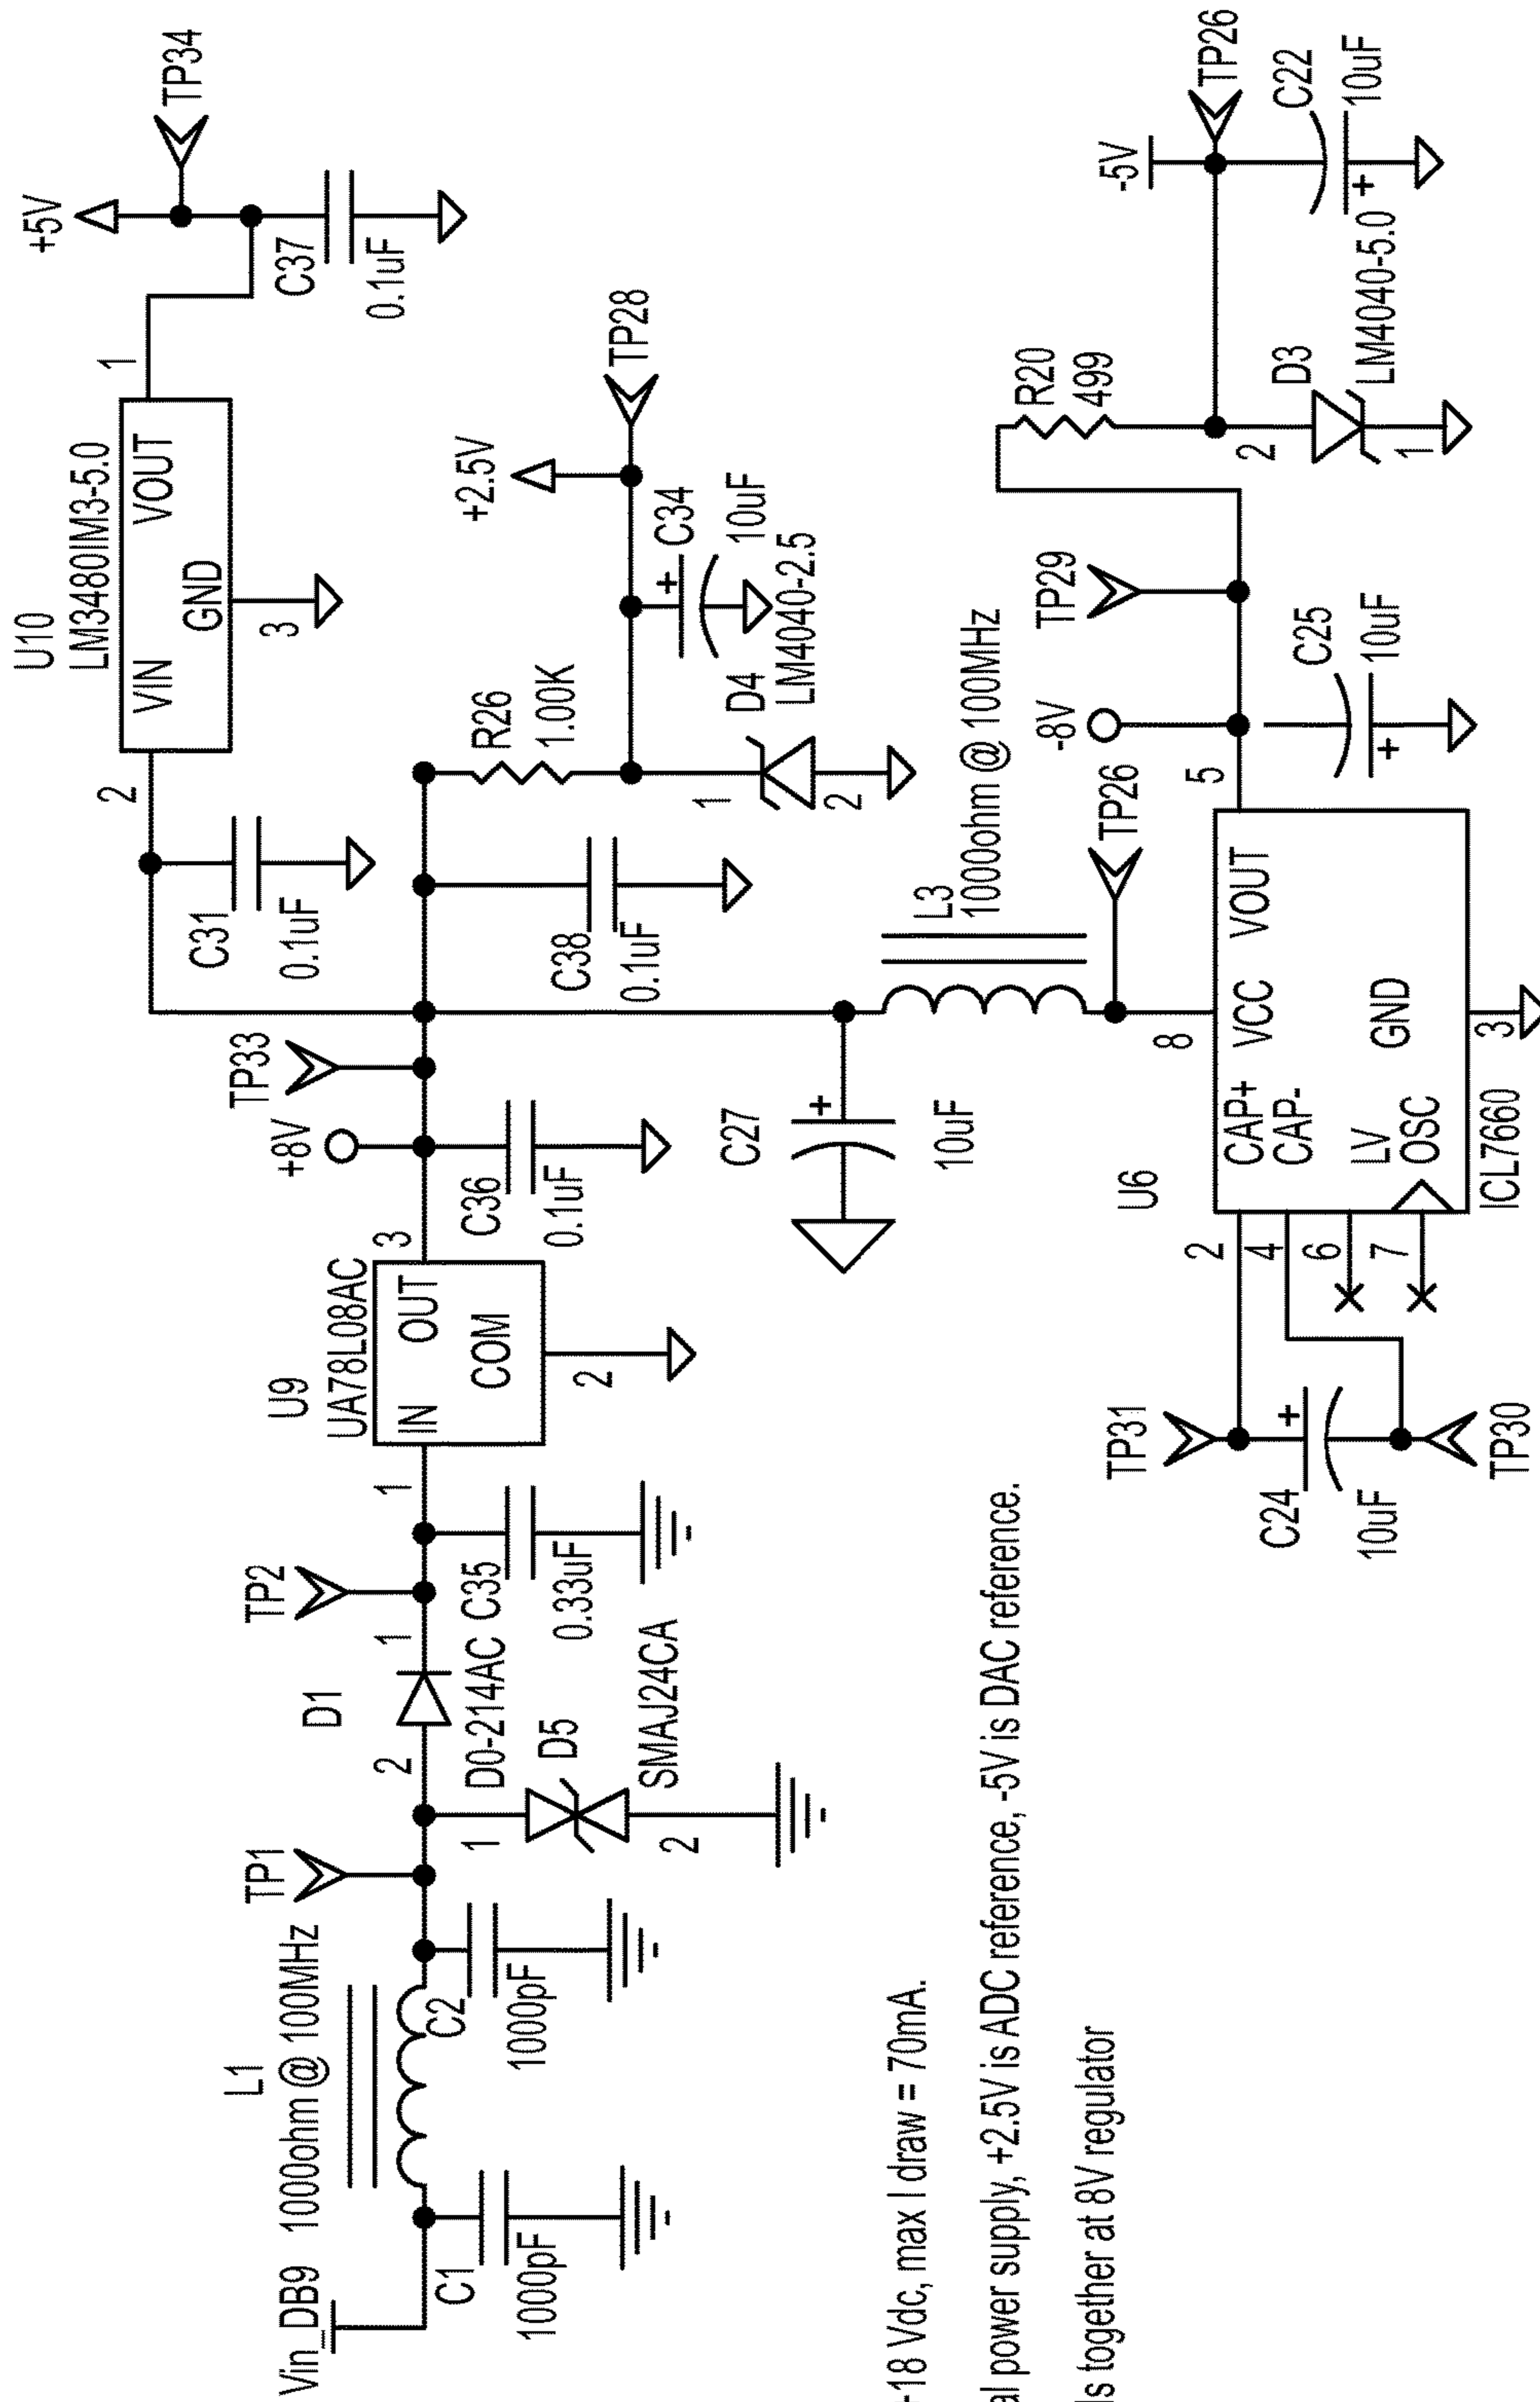 Vin_DB9
L1
1000ohm @ 100MHz
C1
1000pF
C2
1000pF
TP1
D1
2
1
D0-214AC
D5
1
2
SMAJ24CA
TP2
C35
0.33uF
U9
UA78L08AC
1
IN
OUT
COM
3
2
+8V
TP33
C36
0.1uF
C31
0.1uF
U10
LM3480IM3-5.0
2
VIN
VOUT
GND
1
3
+5V
TP34
C37
0.1uF
C38
0.1uF
R26
1.00K
+2.5V
TP28
C34
+
10uF
D4
LM4040-2.5
1
2
C27
+
10uF
L3
1000ohm @ 100MHz
TP26
8
U6
CAP+
VCC
VOUT
CAP-
LV
GND
OSC
ICL7660
2
4
6
7
3
5
TP31
C24
+
10uF
TP30
-8V
TP29
C25
10uF
+
R20
499
2
D3
1
LM4040-5.0
-5V
TP26
C22
10uF
+
+18 Vdc, max I draw = 70mA.
al power supply, +2.5V is ADC reference, -5V is DAC reference.
ls together at 8V regulator